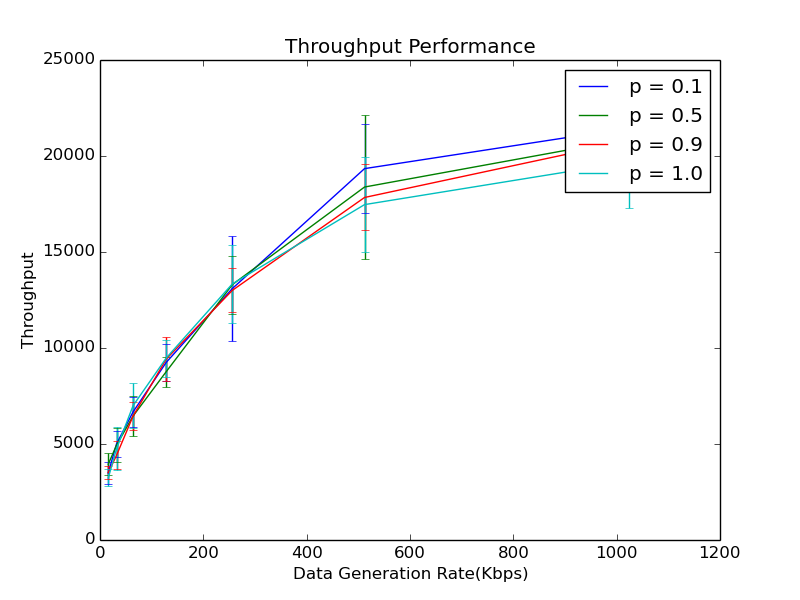 Throughput Performance
25000
20000
15000
10000
5000
0
Throughput
p = 0.1
p = 0.5
p = 0.9
p = 1.0
0 200 400 600 800 1000 1200
Data Generation Rate(Kbps)